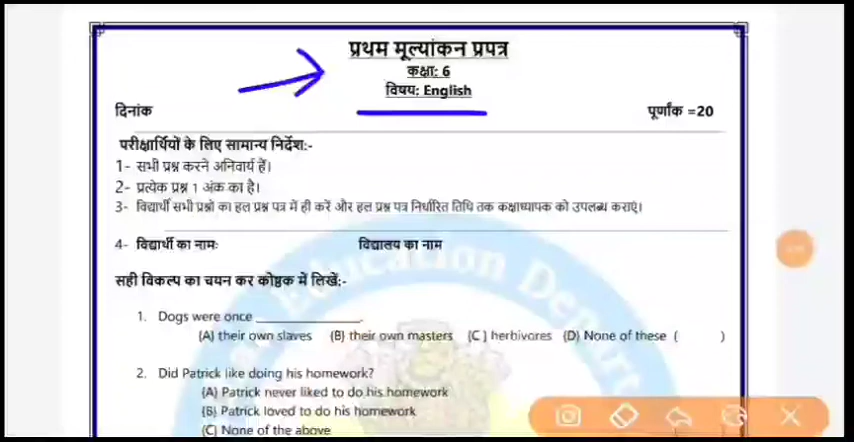 प्रथम मूल्यांकन प्रपत्र
कक्षा: 6
विषय: English
दिनांक पूर्णांक =20
परीक्षार्थियों के लिए सामान्य निर्देश:-
1- सभी प्रश्न करने अनिवार्य हैं।
2- प्रत्येक प्रश्न 1 अंक का है।
3- विद्यार्थी सभी प्रश्नों का हल प्रश्न पत्र में ही करें और हल प्रश्न पत्र निर्धारित तिथि तक कक्षाध्यापक को उपलब्ध कराएं।
4- विद्यार्थी का नामः विद्यालय का नाम
सही विकल्प का चयन कर कोष्ठक में लिखें:-
1. Dogs were once ________________.
(A) their own slaves (B) their own masters (C ) herbivores (D) None of these ( )
2. Did Patrick like doing his homework?
(A) Patrick never liked to do his homework
(B) Patrick loved to do his homework
(C) None of the above
Education